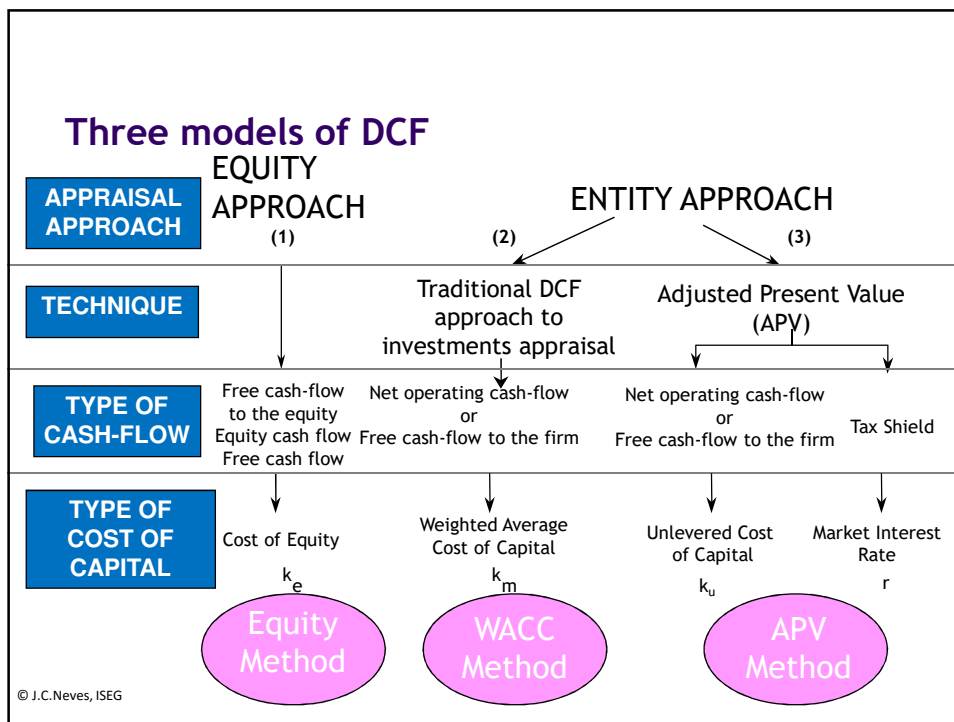 Three models of DCF
APPRAISAL
APPROACH
EQUITY
APPROACH
(1)
ENTITY APPROACH
(2)
(3)
TECHNIQUE
Traditional DCF
approach to
investments appraisal
Adjusted Present Value
(APV)
TYPE OF
CASH-FLOW
Free cash-flow
to the equity
Equity cash flow
Free cash flow
Net operating cash-flow
or
Free cash-flow to the firm
Net operating cash-flow
or
Free cash-flow to the firm
Tax Shield
TYPE OF
COST OF
CAPITAL
Cost of Equity
ke
Weighted Average
Cost of Capital
km
Unlevered Cost
of Capital
ku
Market Interest
Rate
r
Equity
Method
WACC
Method
APV
Method
© J.C.Neves, ISEG